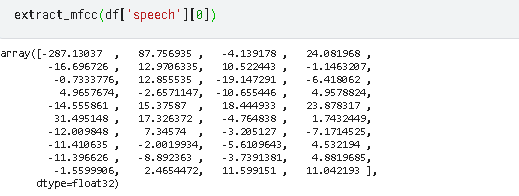 extract_mfcc(df['speech'][0])
array([-287.13037 , 87.756935 , -4.139178 , 24.081968 ,
-16.696726 , 12.9706335, 10.522443 , -1.1463207,
-0.7333776, 12.855535 , -19.147291 , -6.418062 ,
4.9657674, -2.6571147, -10.655446 , 4.9578824,
-14.555861 , 15.37587 , 18.444933 , 23.878317 ,
31.495148 , 17.326372 , -4.764838 , 1.7432449,
-12.009848 , 7.34574 , -3.205127 , -7.1714525,
-11.410635 , -2.0019934, -5.6109643, 4.532194 ,
-11.396626 , -8.892363 , -3.7391381, 4.8819685,
-1.5599906, 2.4654472, 11.599151 , 11.042193 ],
dtype=float32)